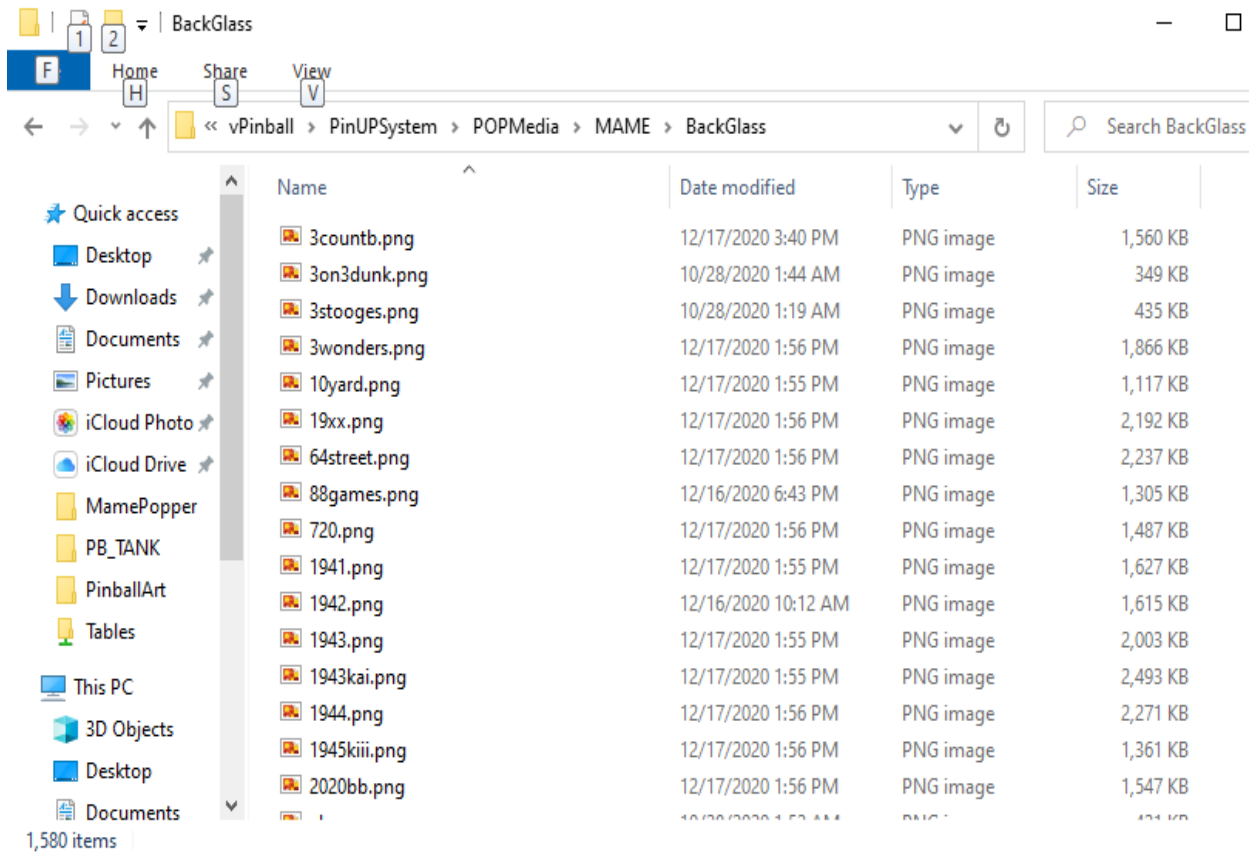 1 2 BackGlass
F Home Share View
H S V
« vPinball > PinUPSystem > POPMedia > MAME > BackGlass Search BackGlass
Name Date modified Type Size
Quick access
Desktop
Downloads
Documents
Pictures
iCloud Photo
iCloud Drive
MamePopper
PB_TANK
PinballArt
Tables
This PC
3D Objects
Desktop
Documents
3countb.png 12/17/2020 3:40 PM PNG image 1,560 KB
3on3dunk.png 10/28/2020 1:44 AM PNG image 349 KB
3stooges.png 10/28/2020 1:19 AM PNG image 435 KB
3wonders.png 12/17/2020 1:56 PM PNG image 1,866 KB
10yard.png 12/17/2020 1:55 PM PNG image 1,117 KB
19xx.png 12/17/2020 1:56 PM PNG image 2,192 KB
64street.png 12/17/2020 1:56 PM PNG image 2,237 KB
88games.png 12/16/2020 6:43 PM PNG image 1,305 KB
720.png 12/17/2020 1:56 PM PNG image 1,487 KB
1941.png 12/17/2020 1:55 PM PNG image 1,627 KB
1942.png 12/16/2020 10:12 AM PNG image 1,615 KB
1943.png 12/17/2020 1:55 PM PNG image 2,003 KB
1943kai.png 12/17/2020 1:55 PM PNG image 2,493 KB
1944.png 12/17/2020 1:56 PM PNG image 2,271 KB
1945kiii.png 12/17/2020 1:56 PM PNG image 1,361 KB
2020bb.png 12/17/2020 1:56 PM PNG image 1,547 KB
1,580 items